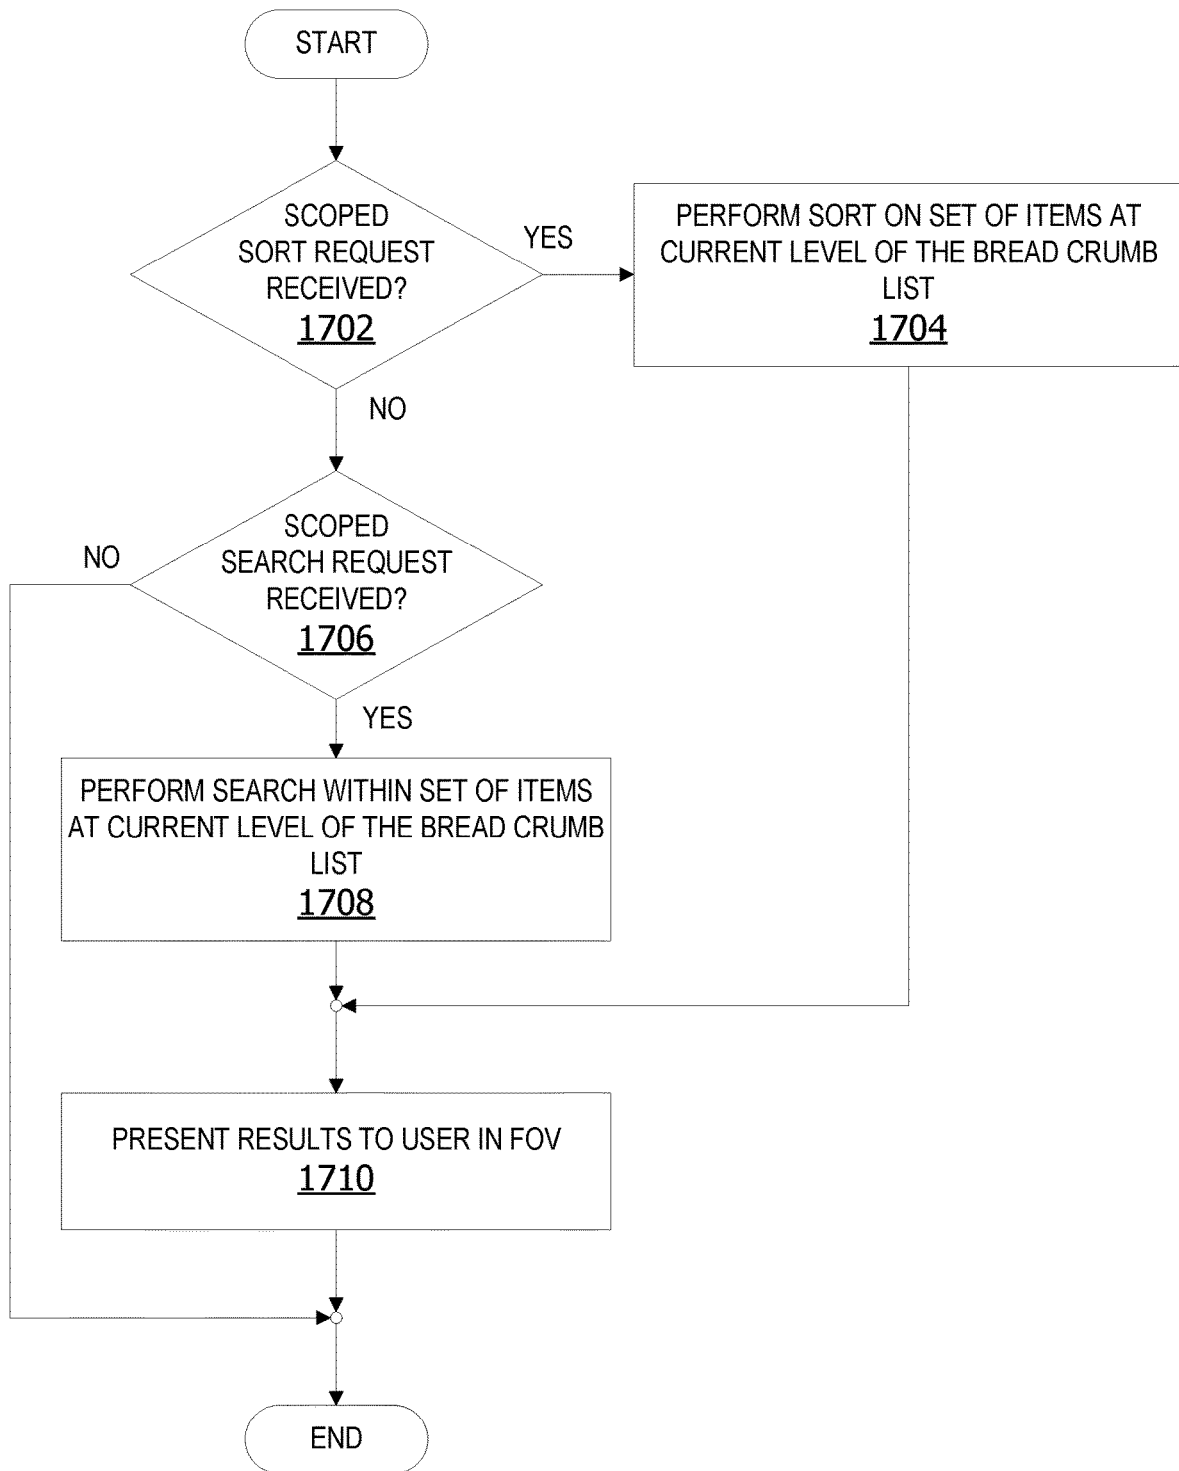 START
SCOPED
SORT REQUEST
RECEIVED?
1702
YES
PERFORM SORT ON SET OF ITEMS AT
CURRENT LEVEL OF THE BREAD CRUMB
LIST
1704
NO
SCOPED
SEARCH REQUEST
RECEIVED?
1706
NO
YES
PERFORM SEARCH WITHIN SET OF ITEMS
AT CURRENT LEVEL OF THE BREAD CRUMB
LIST
1708
PRESENT RESULTS TO USER IN FOV
1710
END